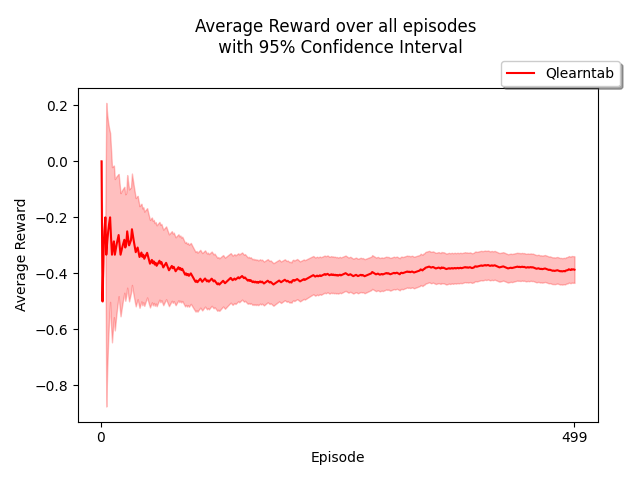 Average Reward over all episodes
with 95% Confidence Interval
Qlearntab
0.2
0.0
−0.2
−0.4
−0.6
−0.8
Average Reward
0
499
Episode